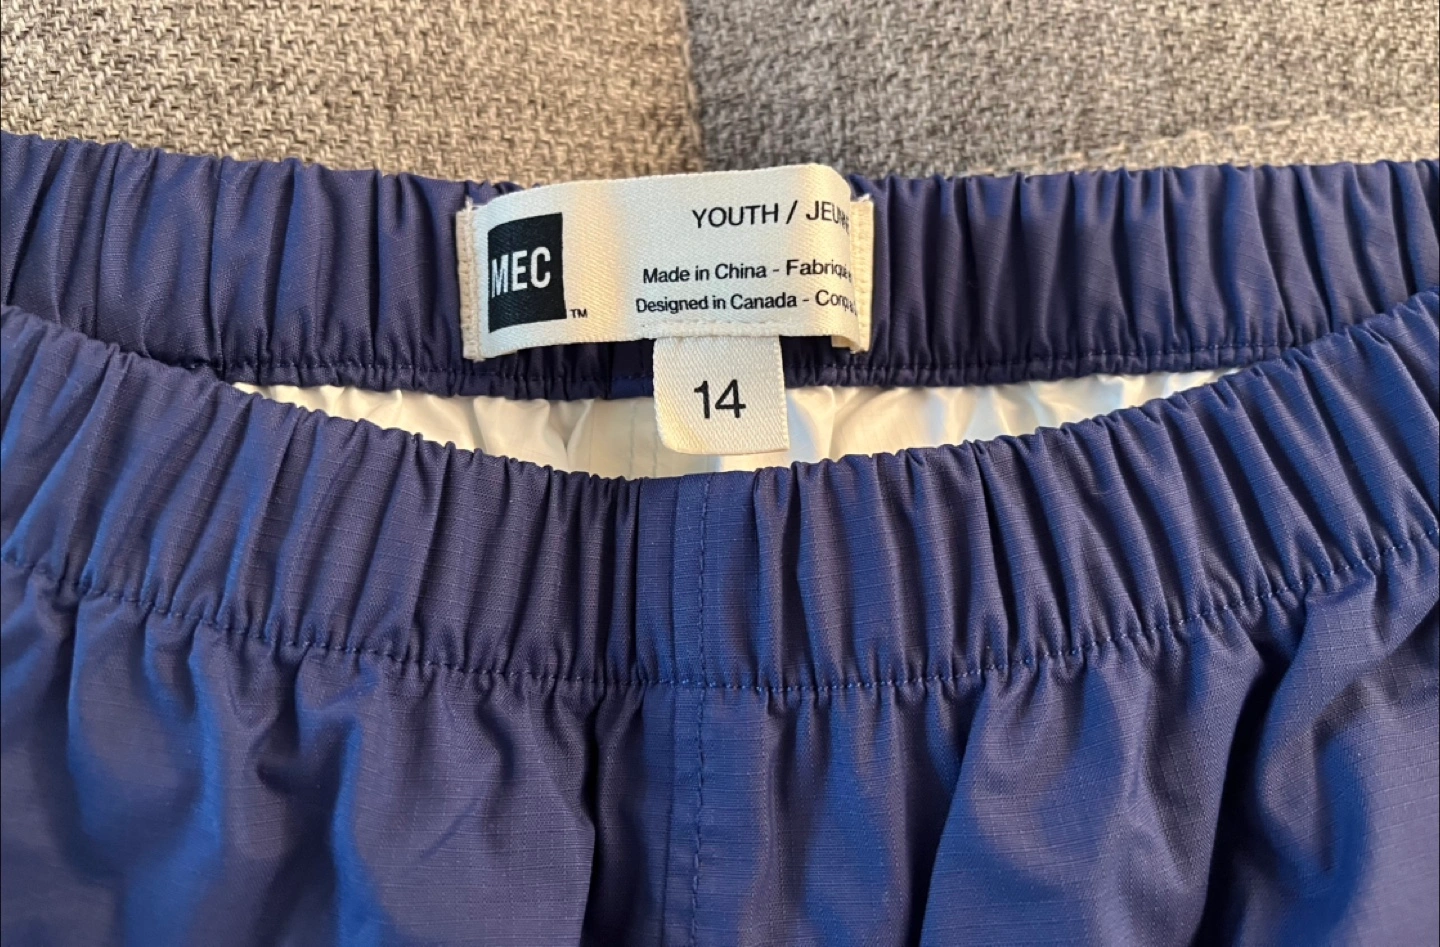 MEC
TM
YOUTH /
Made in China -
Designed in Canada -
14